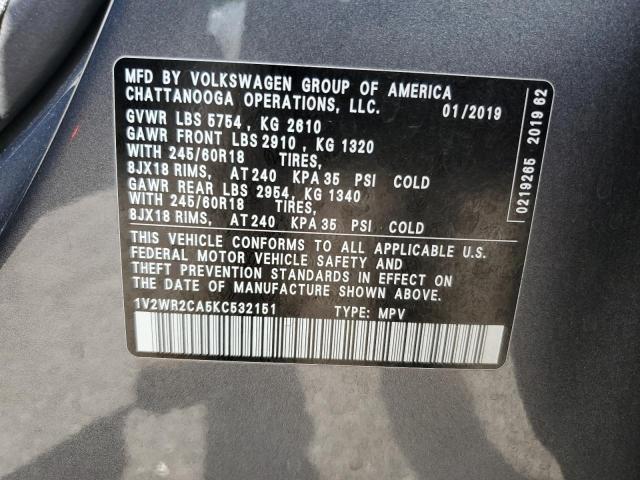 MFD BY VOLKSWAGEN GROUP OF AMERICA
CHATTANOOGA OPERATIONS, LLC. 01/2019
GVWR LBS 5754 , KG 2610
GAWR FRONT LBS 2910 , KG 1320
WITH 245/60R18 TIRES,
8JX18 RIMS, AT 240 KPA 35 PSI COLD
GAWR REAR LBS 2954, KG 1340
WITH 245/60R18 TIRES,
8JX18 RIMS, AT 240 KPA 35 PSI COLD
THIS VEHICLE CONFORMS TO ALL APPLICABLE U.S.
FEDERAL MOTOR VEHICLE SAFETY AND
THEFT PREVENTION STANDARDS IN EFFECT ON
THE DATE OF MANUFACTURE SHOWN ABOVE.
1V2WR2CA5KC532151 TYPE: MPV
0219265 2019 62